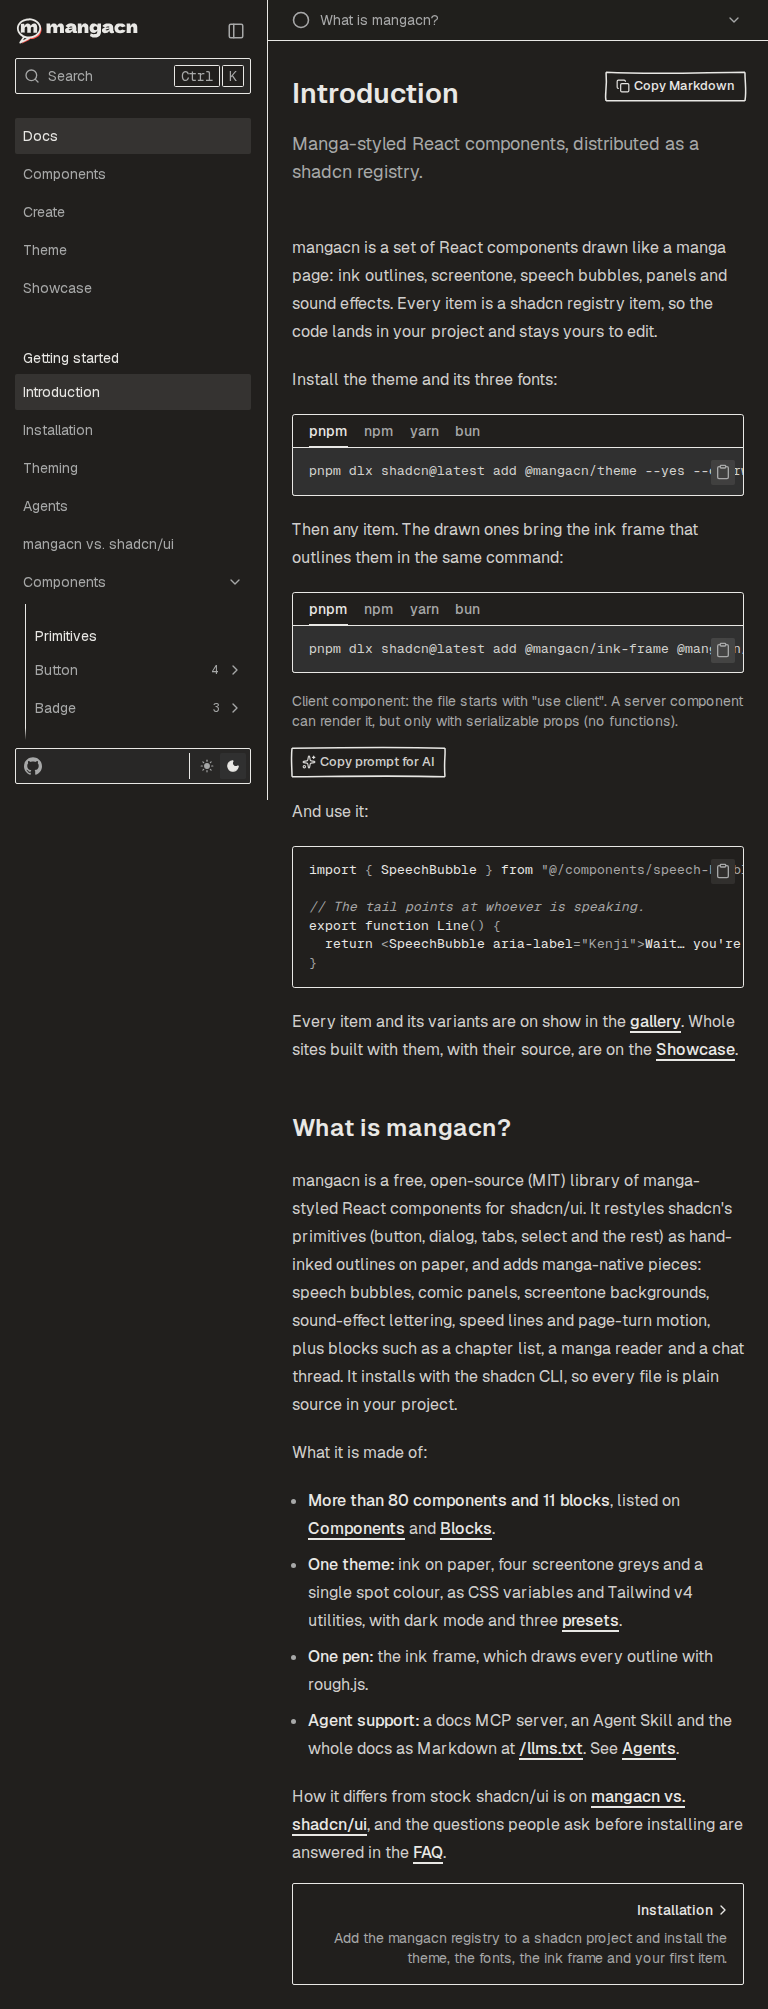 mangacn
Search Ctrl K
Docs
Components
Create
Theme
Showcase
Getting started
Introduction
Installation
Theming
Agents
mangacn vs. shadcn/ui
Components
Primitives
Button 4
Badge 3
What is mangacn?
Introduction
Copy Markdown
Manga-styled React components, distributed as a
shadcn registry.
mangacn is a set of React components drawn like a manga
page: ink outlines, screentone, speech bubbles, panels and
sound effects. Every item is a shadcn registry item, so the
code lands in your project and stays yours to edit.
Install the theme and its three fonts:
pnpm npm yarn bun
pnpm dlx shadcn@latest add @mangacn/theme --yes
Then any item. The drawn ones bring the ink frame that
outlines them in the same command:
pnpm npm yarn bun
pnpm dlx shadcn@latest add @mangacn/ink-frame
Client component: the file starts with "use client". A server component
can render it, but only with serializable props (no functions).
Copy prompt for AI
And use it:
import { SpeechBubble } from "@/components/speech-
// The tail points at whoever is speaking.
export function Line() {
return <SpeechBubble aria-label="Kenji">Wait… you're
}
Every item and its variants are on show in the gallery. Whole
sites built with them, with their source, are on the Showcase.
What is mangacn?
mangacn is a free, open-source (MIT) library of manga-
styled React components for shadcn/ui. It restyles shadcn's
primitives (button, dialog, tabs, select and the rest) as hand-
inked outlines on paper, and adds manga-native pieces:
speech bubbles, comic panels, screentone backgrounds,
sound-effect lettering, speed lines and page-turn motion,
plus blocks such as a chapter list, a manga reader and a chat
thread. It installs with the shadcn CLI, so every file is plain
source in your project.
What it is made of:
• More than 80 components and 11 blocks, listed on
Components and Blocks.
• One theme: ink on paper, four screentone greys and a
single spot colour, as CSS variables and Tailwind v4
utilities, with dark mode and three presets.
• One pen: the ink frame, which draws every outline with
rough.js.
• Agent support: a docs MCP server, an Agent Skill and the
whole docs as Markdown at /llms.txt. See Agents.
How it differs from stock shadcn/ui is on mangacn vs.
shadcn/ui, and the questions people ask before installing are
answered in the FAQ.
Installation
Add the mangacn registry to a shadcn project and install the
theme, the fonts, the ink frame and your first item.